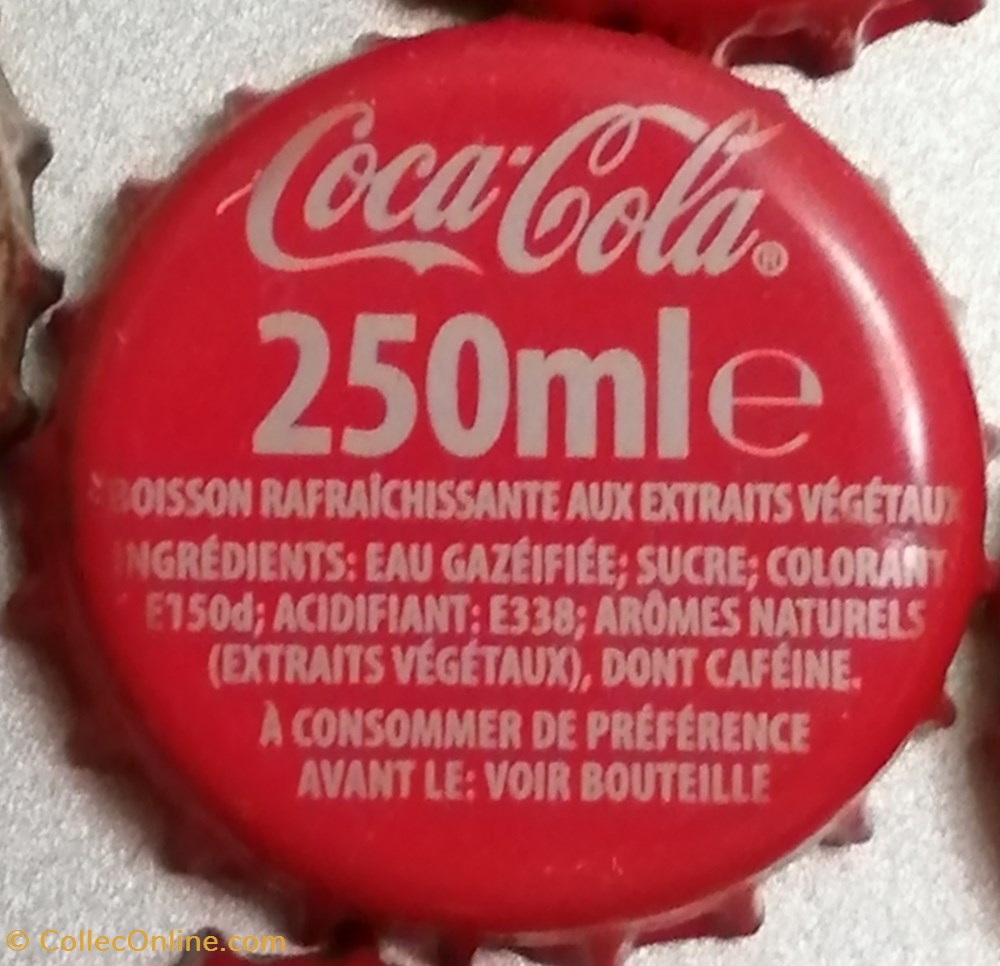 Coca-Cola®
250ml e
BOISSON RAFRAÎCHISSANTE AUX EXTRAITS VÉGÉTAUX
INGRÉDIENTS: EAU GAZÉIFIÉE; SUCRE; COLORANT
E150d; ACIDIFIANT: E338; ARÔMES NATURELS
(EXTRAITS VÉGÉTAUX), DONT CAFÉINE.
À CONSOMMER DE PRÉFÉRENCE
AVANT LE: VOIR BOUTEILLE
© CollecOnline.com